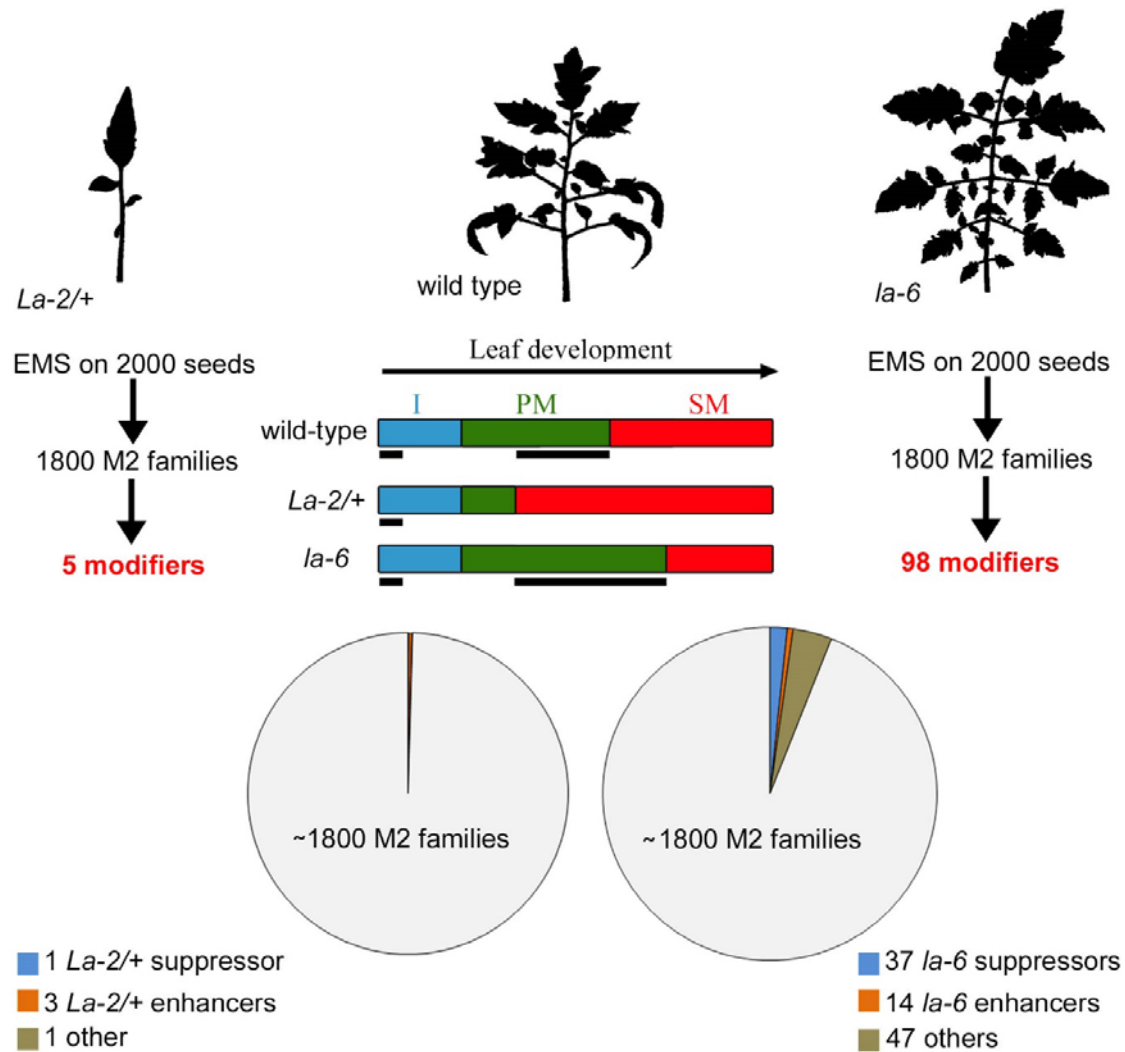 La-2/+
wild type
la-6
EMS on 2000 seeds
1800 M2 families
5 modifiers
Leaf development
I PM SM
wild-type
La-2/+
la-6
EMS on 2000 seeds
1800 M2 families
98 modifiers
~1800 M2 families
~1800 M2 families
1 La-2/+ suppressor
3 La-2/+ enhancers
1 other
37 la-6 suppressors
14 la-6 enhancers
47 others